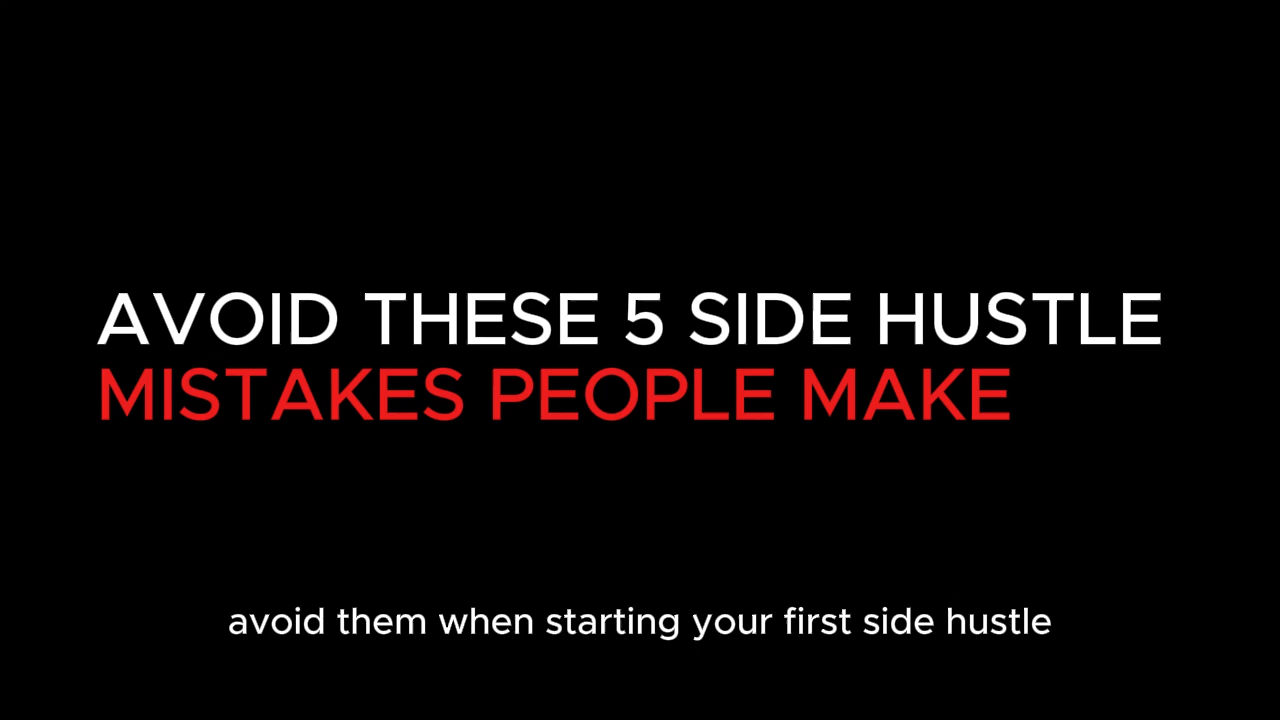 AVOID THESE 5 SIDE HUSTLE
MISTAKES PEOPLE MAKE
avoid them when starting your first side hustle